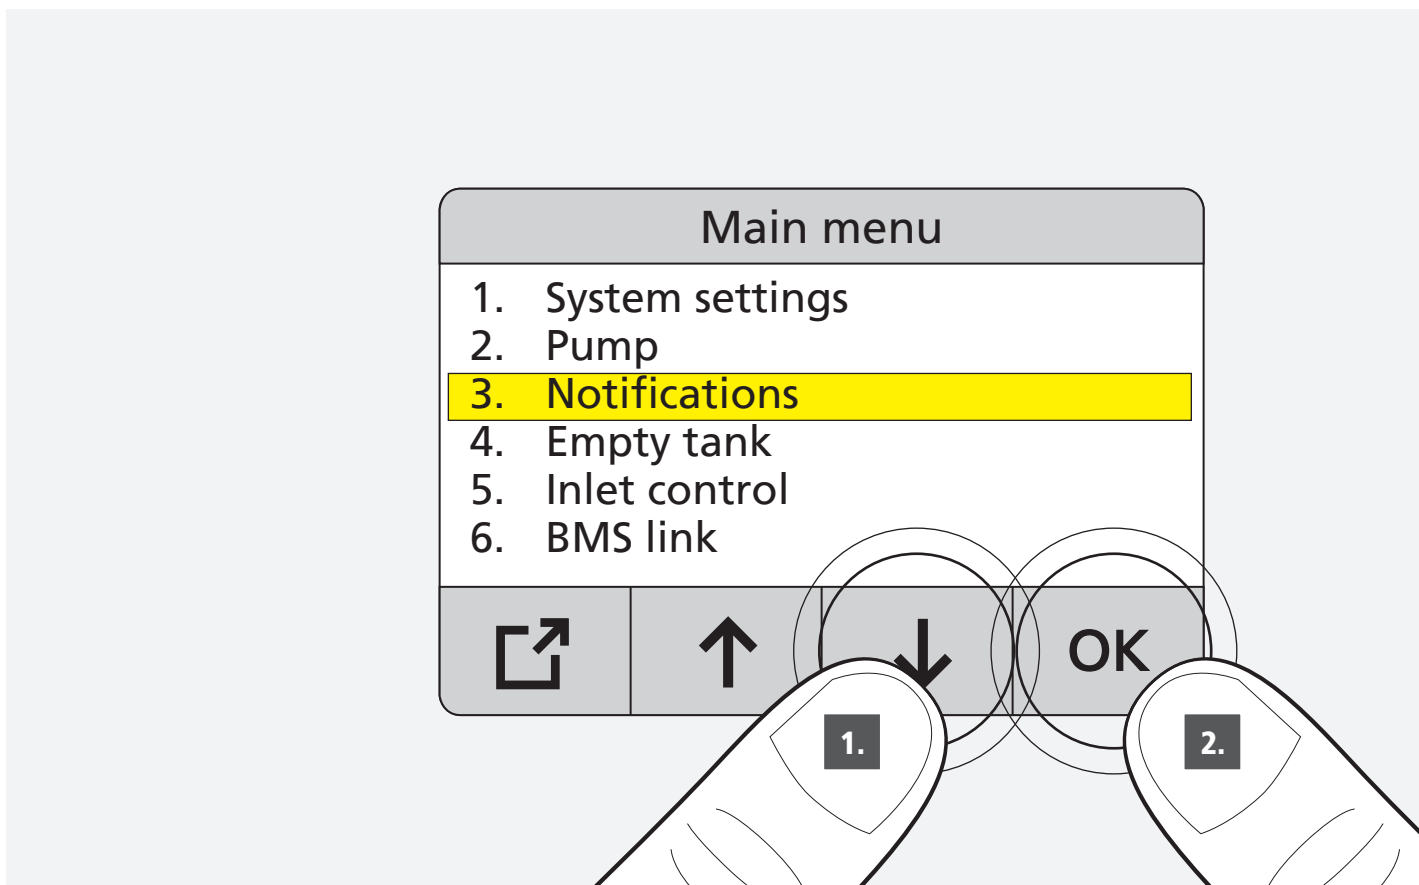 Main menu
1. System settings
2. Pump
3. Notifications
4. Empty tank
5. Inlet control
6. BMS link
OK
1.
2.